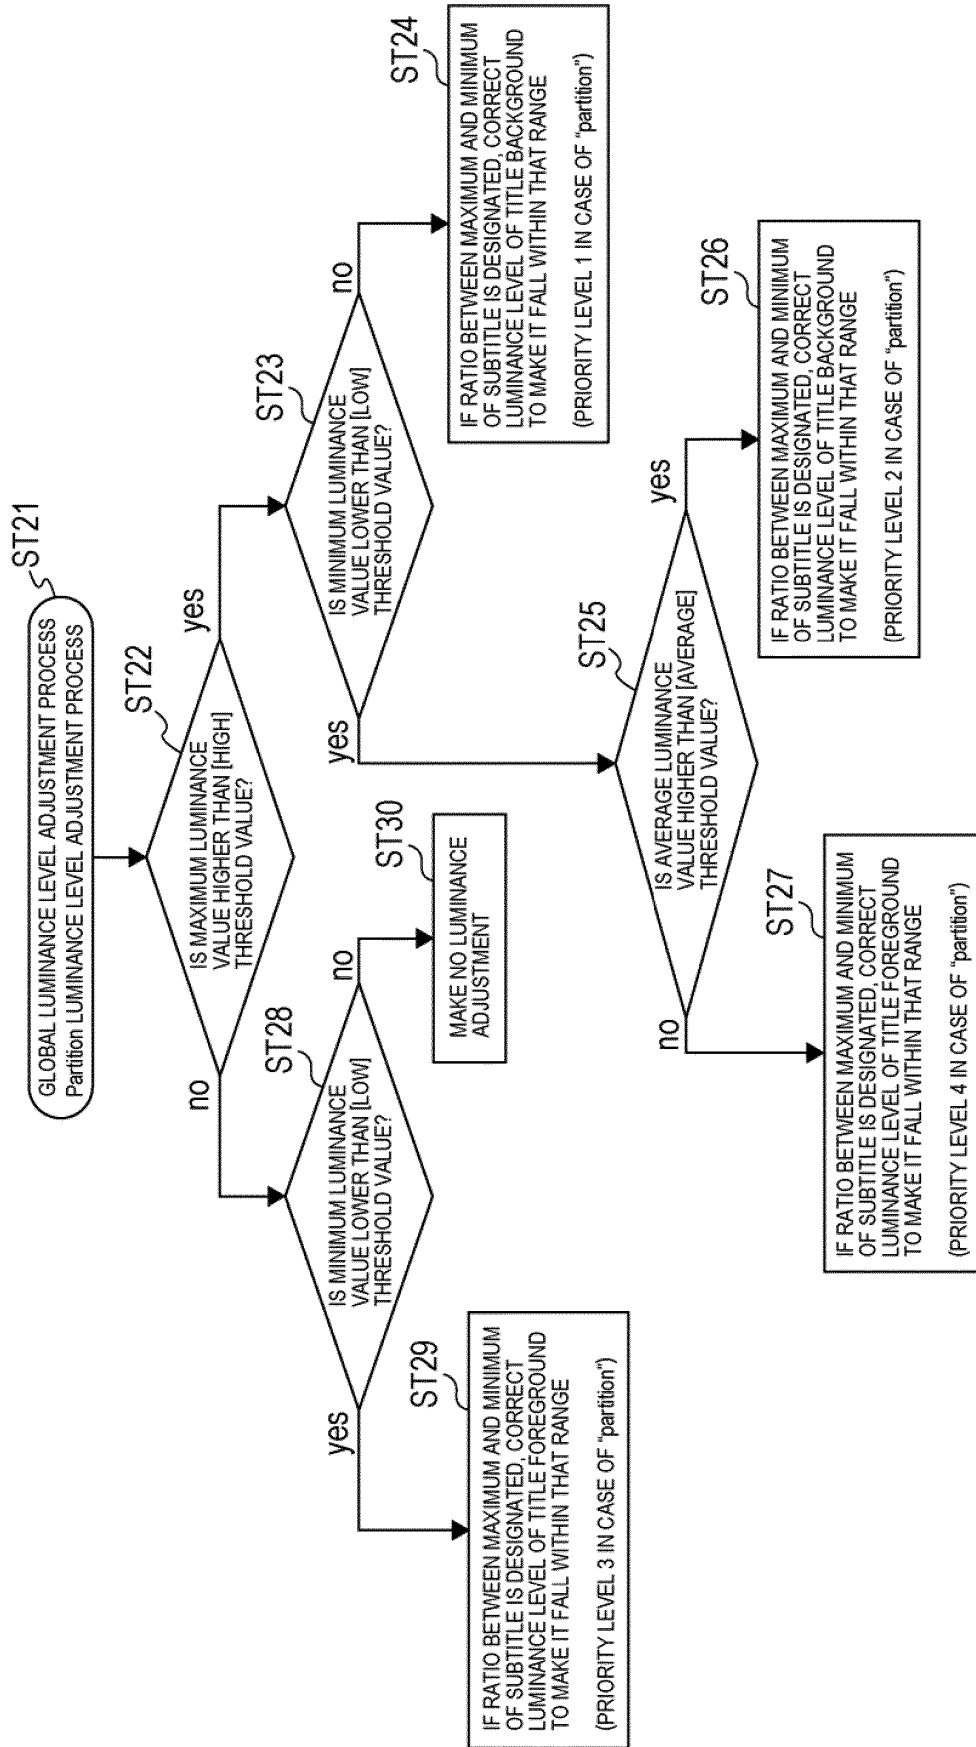 GLOBAL LUMINANCE LEVEL ADJUSTMENT PROCESS
Partition LUMINANCE LEVEL ADJUSTMENT PROCESS
ST21
IS MAXIMUM LUMINANCE
VALUE HIGHER THAN [HIGH]
THRESHOLD VALUE?
ST22
no
yes
IS MINIMUM LUMINANCE
VALUE LOWER THAN [LOW]
THRESHOLD VALUE?
ST28
yes
no
IS MINIMUM LUMINANCE
VALUE LOWER THAN [LOW]
THRESHOLD VALUE?
ST23
yes
no
IF RATIO BETWEEN MAXIMUM AND MINIMUM
OF SUBTITLE IS DESIGNATED, CORRECT
LUMINANCE LEVEL OF TITLE FOREGROUND
TO MAKE IT FALL WITHIN THAT RANGE
(PRIORITY LEVEL 3 IN CASE OF "partition")
ST29
MAKE NO LUMINANCE
ADJUSTMENT
ST30
IF RATIO BETWEEN MAXIMUM AND MINIMUM
OF SUBTITLE IS DESIGNATED, CORRECT
LUMINANCE LEVEL OF TITLE BACKGROUND
TO MAKE IT FALL WITHIN THAT RANGE
(PRIORITY LEVEL 1 IN CASE OF "partition")
ST24
IS AVERAGE LUMINANCE
VALUE HIGHER THAN [AVERAGE]
THRESHOLD VALUE?
ST25
no
yes
IF RATIO BETWEEN MAXIMUM AND MINIMUM
OF SUBTITLE IS DESIGNATED, CORRECT
LUMINANCE LEVEL OF TITLE FOREGROUND
TO MAKE IT FALL WITHIN THAT RANGE
(PRIORITY LEVEL 4 IN CASE OF "partition")
ST27
IF RATIO BETWEEN MAXIMUM AND MINIMUM
OF SUBTITLE IS DESIGNATED, CORRECT
LUMINANCE LEVEL OF TITLE BACKGROUND
TO MAKE IT FALL WITHIN THAT RANGE
(PRIORITY LEVEL 2 IN CASE OF "partition")
ST26